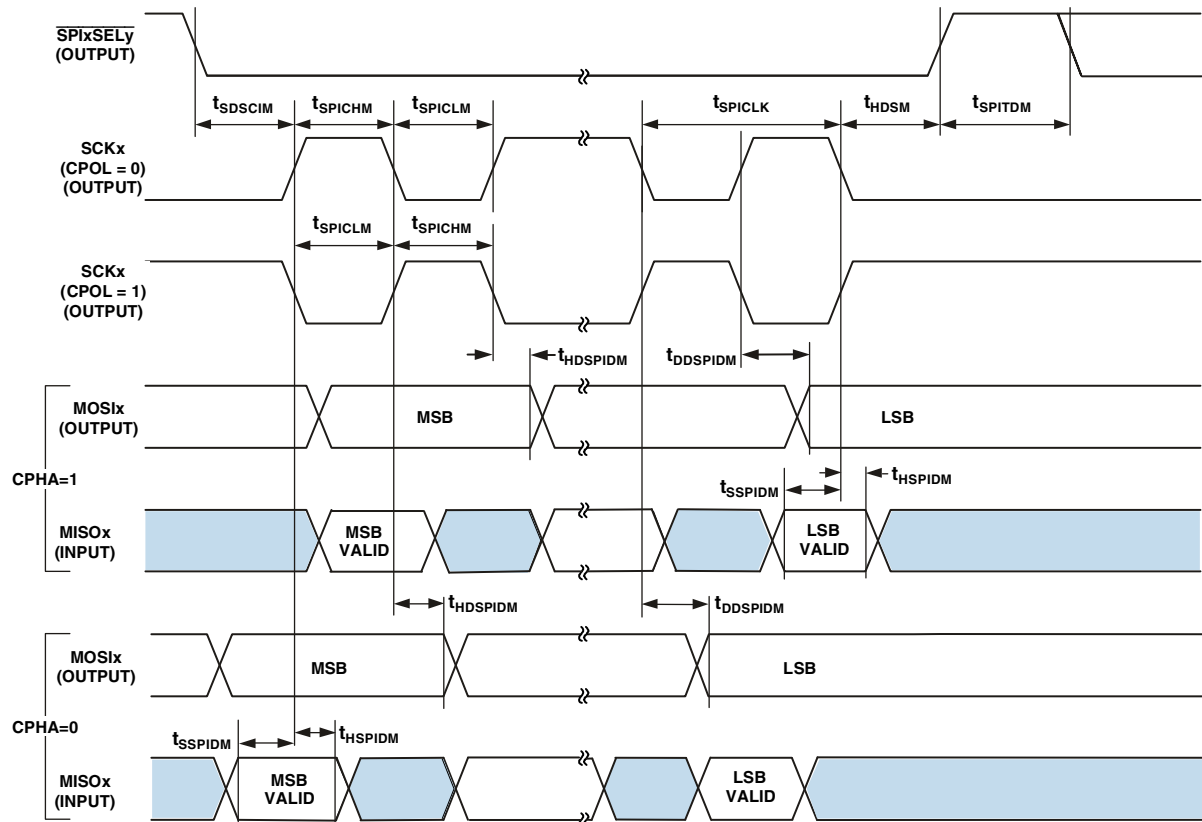 SPIxSELy
(OUTPUT)
tSDSCIM
tSPICHM
tSPICLM
tSPICLK
tHDSM
tSPITDM
SCKx
(CPOL = 0)
(OUTPUT)
tSPICLM
tSPICHM
SCKx
(CPOL = 1)
(OUTPUT)
tHDSPIDM
tDDSPIDM
CPHA=1
MOSIx
(OUTPUT)
MSB
LSB
tSSPIDM
tHSPIDM
MISOx
(INPUT)
MSB
VALID
LSB
VALID
tHDSPIDM
tDDSPIDM
CPHA=0
MOSIx
(OUTPUT)
MSB
LSB
tSSPIDM
tHSPIDM
MISOx
(INPUT)
MSB
VALID
LSB
VALID